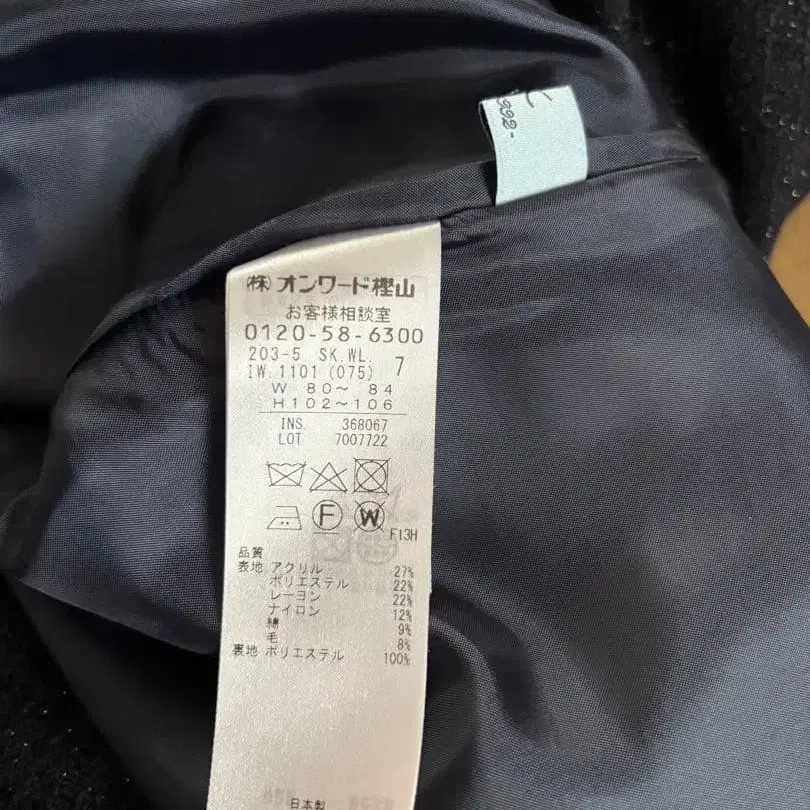 (株)オンワード樫山
お客様相談室
0120-58-6300
203-5 SK.WL. 7
IW.1101 (075)
W 80〜 84
H102〜106
INS. 368067
LOT 7007722
F W
F13H
品質
表地 アクリル 27%
ポリエステル 22%
レーヨン 22%
ナイロン 12%
綿 9%
毛 8%
裏地 ポリエステル 100%
日本製